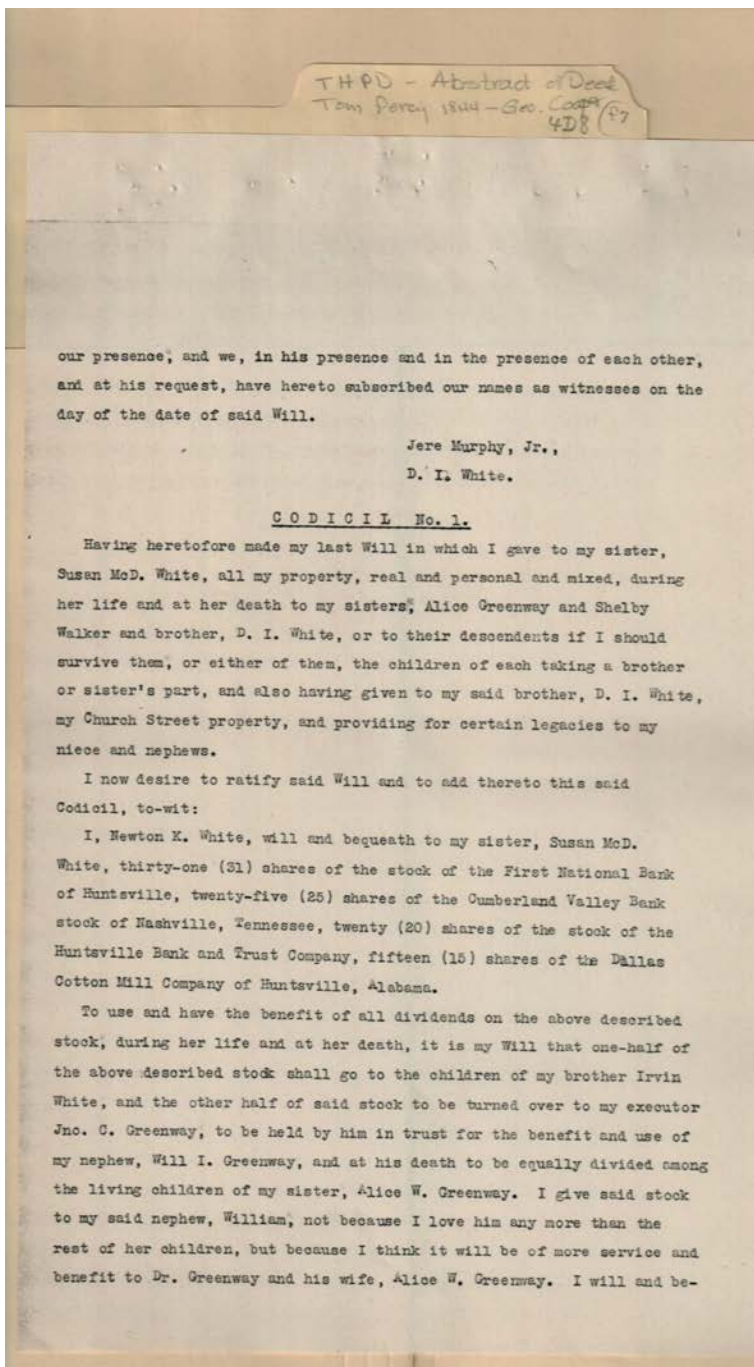 THPD - Abstract of Deed
Tom Percy 1844 - Geo.
4D8 f7
our presence, and we, in his presence and in the presence of each other,
and at his request, have hereto subscribed our names as witnesses on the
day of the date of said Will.
Jere Murphy, Jr.,
D. I. White.
CODICIL No. 1.
Having heretofore made my last Will in which I gave to my sister,
Susan McD. White, all my property, real and personal and mixed, during
her life and at her death to my sisters, Alice Greenway and Shelby
Walker and brother, D. I. White, or to their descendents if I should
survive them, or either of them, the children of each taking a brother
or sister's part, and also having given to my said brother, D. I. White,
my Church Street property, and providing for certain legacies to my
niece and nephews.
I now desire to ratify said Will and to add thereto this said
Codicil, to-wit:
I, Newton K. White, will and bequeath to my sister, Susan McD.
White, thirty-one (31) shares of the stock of the First National Bank
of Huntsville, twenty-five (25) shares of the Cumberland Valley Bank
stock of Nashville, Tennessee, twenty (20) shares of the stock of the
Huntsville Bank and Trust Company, fifteen (15) shares of the Dallas
Cotton Mill Company of Huntsville, Alabama.
To use and have the benefit of all dividends on the above described
stock, during her life and at her death, it is my Will that one-half of
the above described stock shall go to the children of my brother Irvin
White, and the other half of said stock to be turned over to my executor
Jno. C. Greenway, to be held by him in trust for the benefit and use of
my nephew, Will I. Greenway, and at his death to be equally divided among
the living children of my sister, Alice W. Greenway. I give said stock
to my said nephew, William, not because I love him any more than the
rest of her children, but because I think it will be of more service and
benefit to Dr. Greenway and his wife, Alice W. Greenway. I will and be-